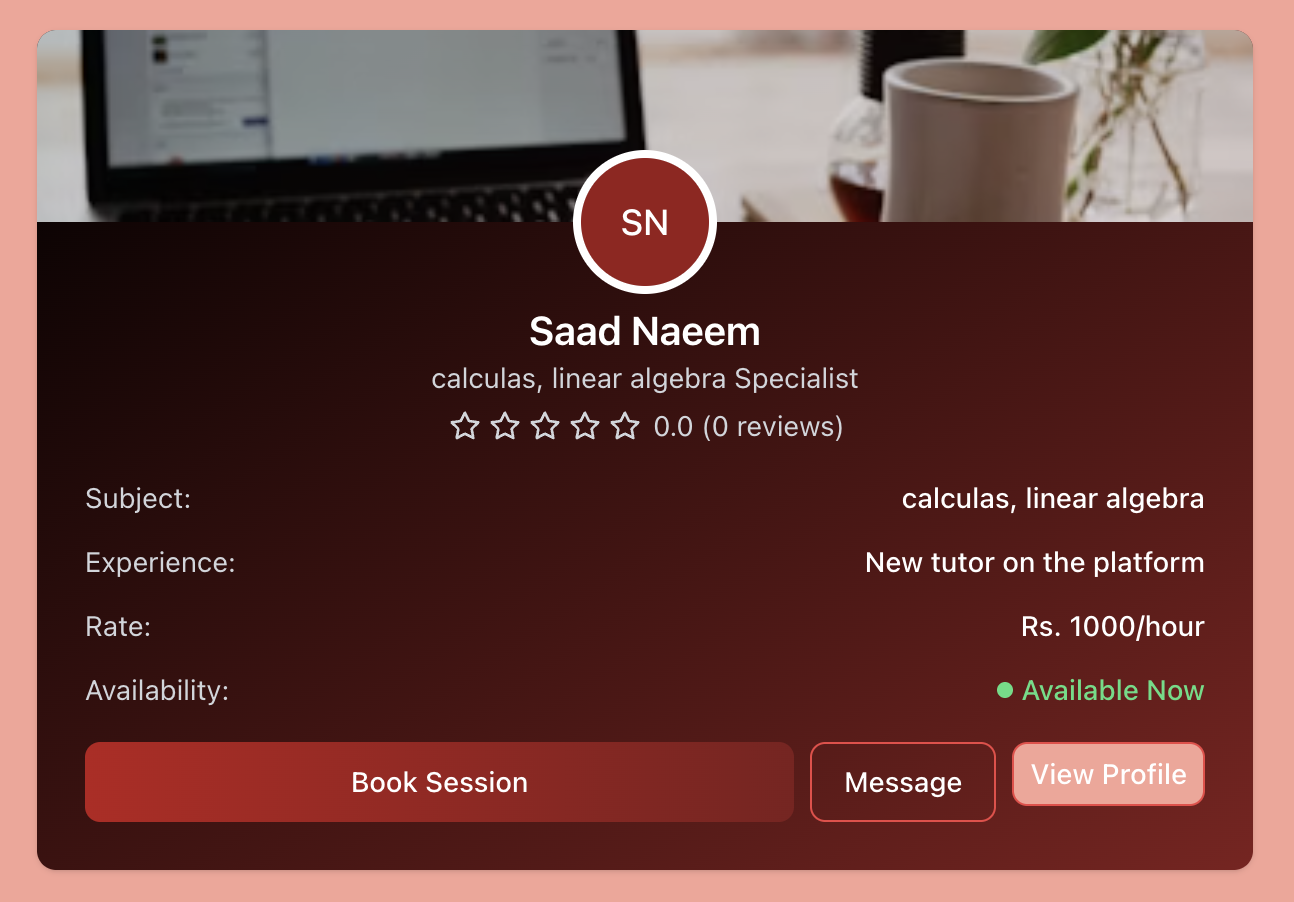 SN
Saad Naeem
calculas, linear algebra Specialist
0.0 (0 reviews)
Subject: calculas, linear algebra
Experience: New tutor on the platform
Rate: Rs. 1000/hour
Availability: Available Now
Book Session Message View Profile